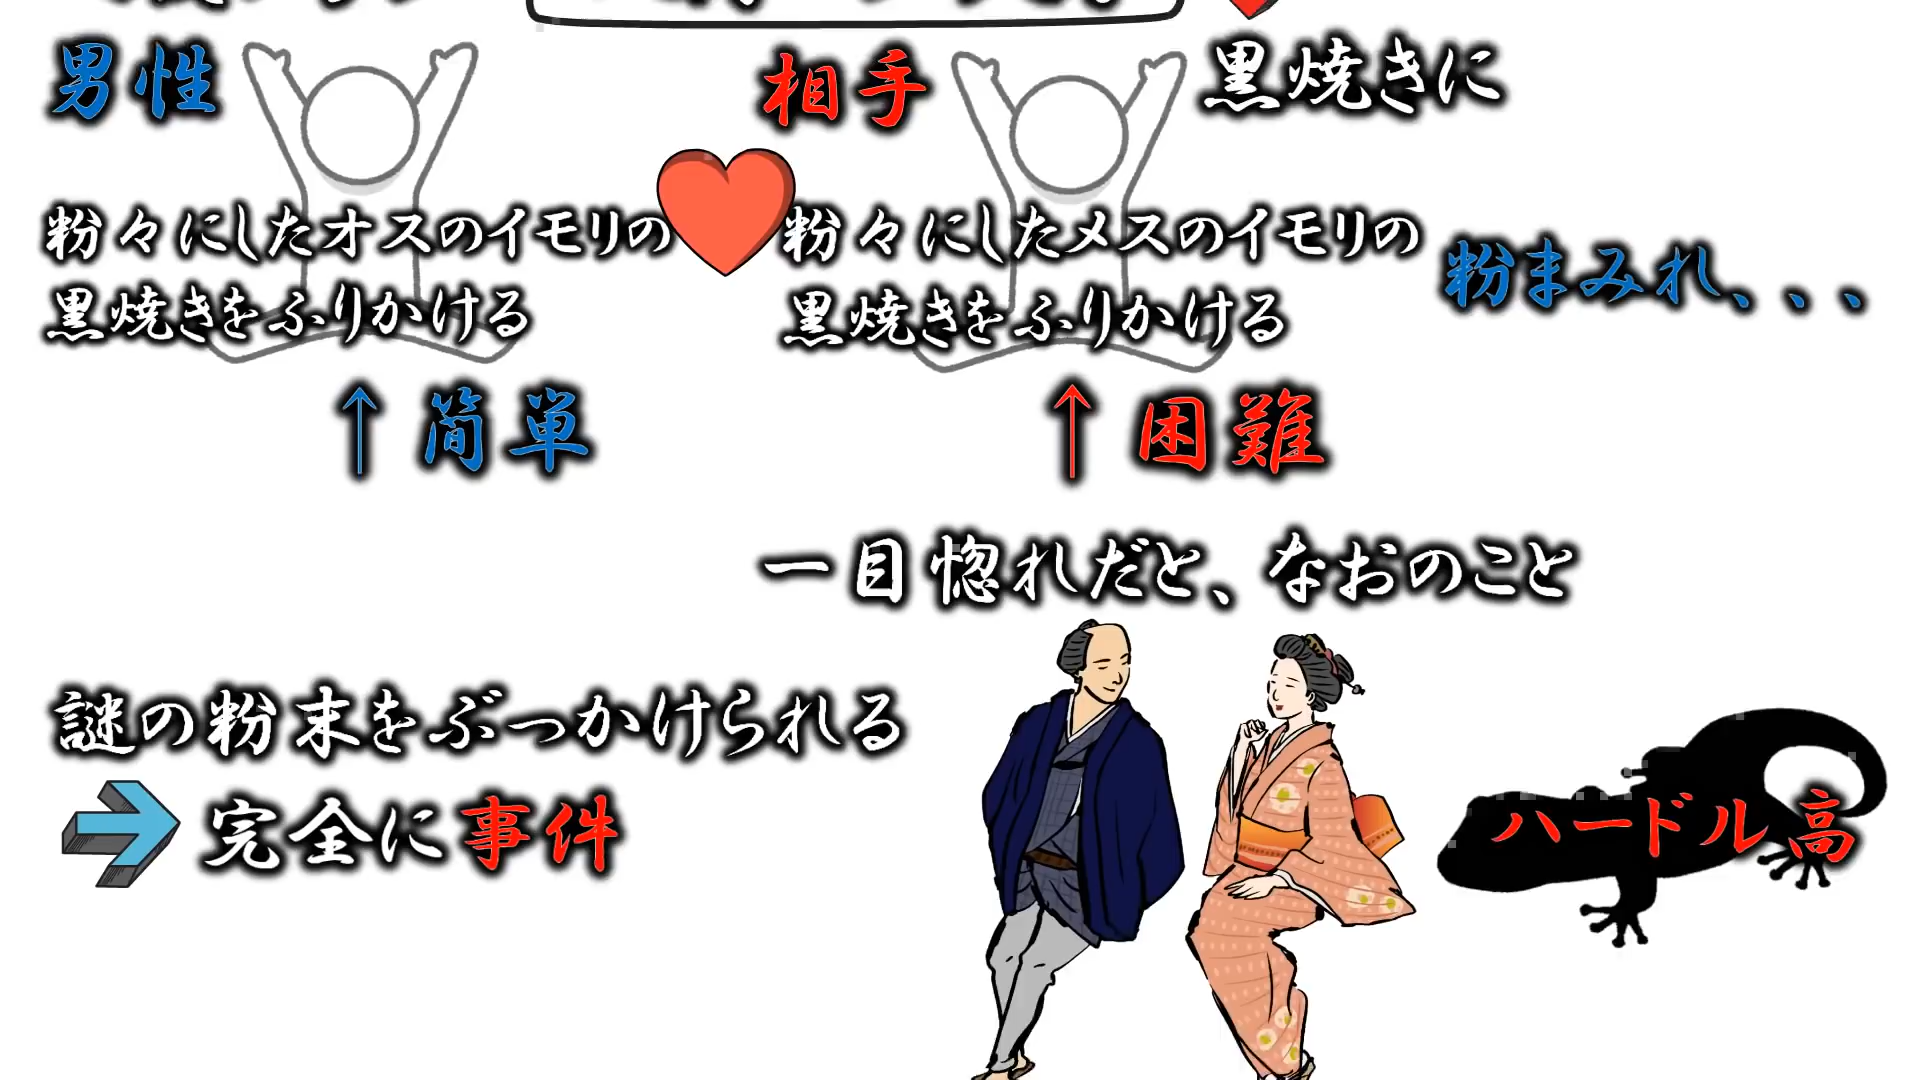 男性
相手
黒焼きに
粉々にしたオスのイモリの
黒焼きをふりかける
粉々にしたメスのイモリの
黒焼きをふりかける
粉まみれ、、、
↑簡単
↑困難
一目惚れだと、なおのこと
謎の粉末をぶっかけられる
完全に事件
ハードル高